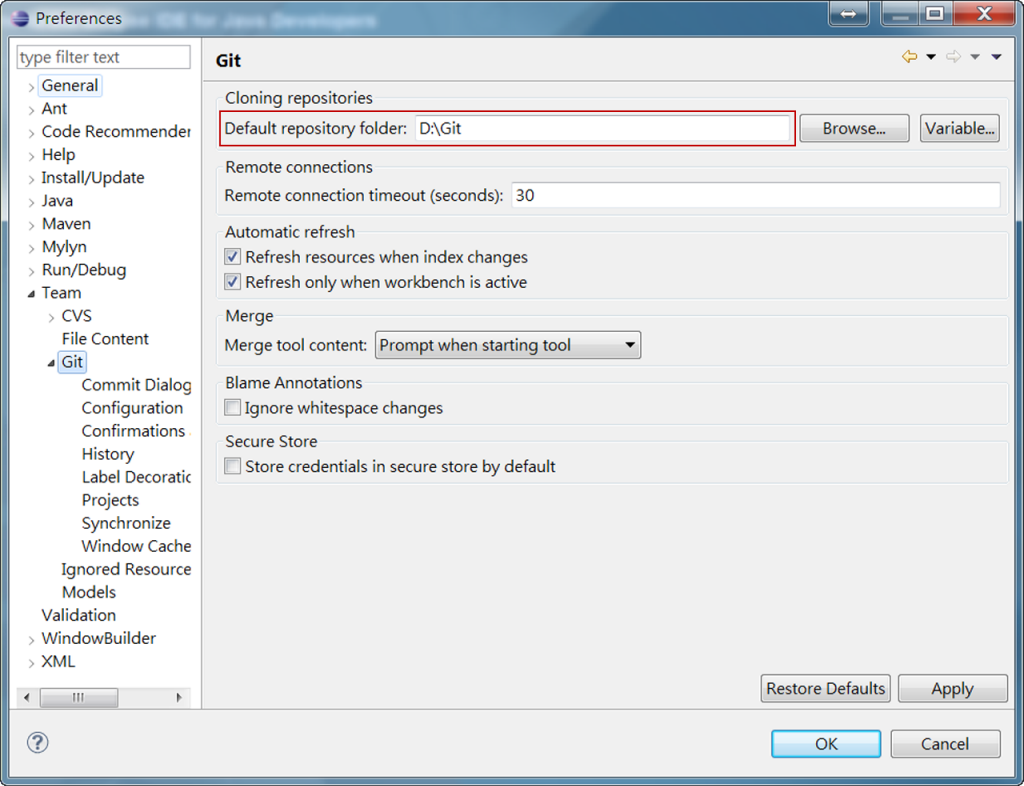 Preferences
IDE for Java Developers
type filter text
General
Ant
Code Recommender
Help
Install/Update
Java
Maven
Mylyn
Run/Debug
Team
CVS
File Content
Git
Commit Dialog
Configuration
Confirmations
History
Label Decoratic
Projects
Synchronize
Window Cache
Ignored Resource
Models
Validation
WindowBuilder
XML
Git
Cloning repositories
Default repository folder: D:\Git Browse... Variable...
Remote connections
Remote connection timeout (seconds): 30
Automatic refresh
Refresh resources when index changes
Refresh only when workbench is active
Merge
Merge tool content: Prompt when starting tool
Blame Annotations
Ignore whitespace changes
Secure Store
Store credentials in secure store by default
Restore Defaults Apply
OK Cancel